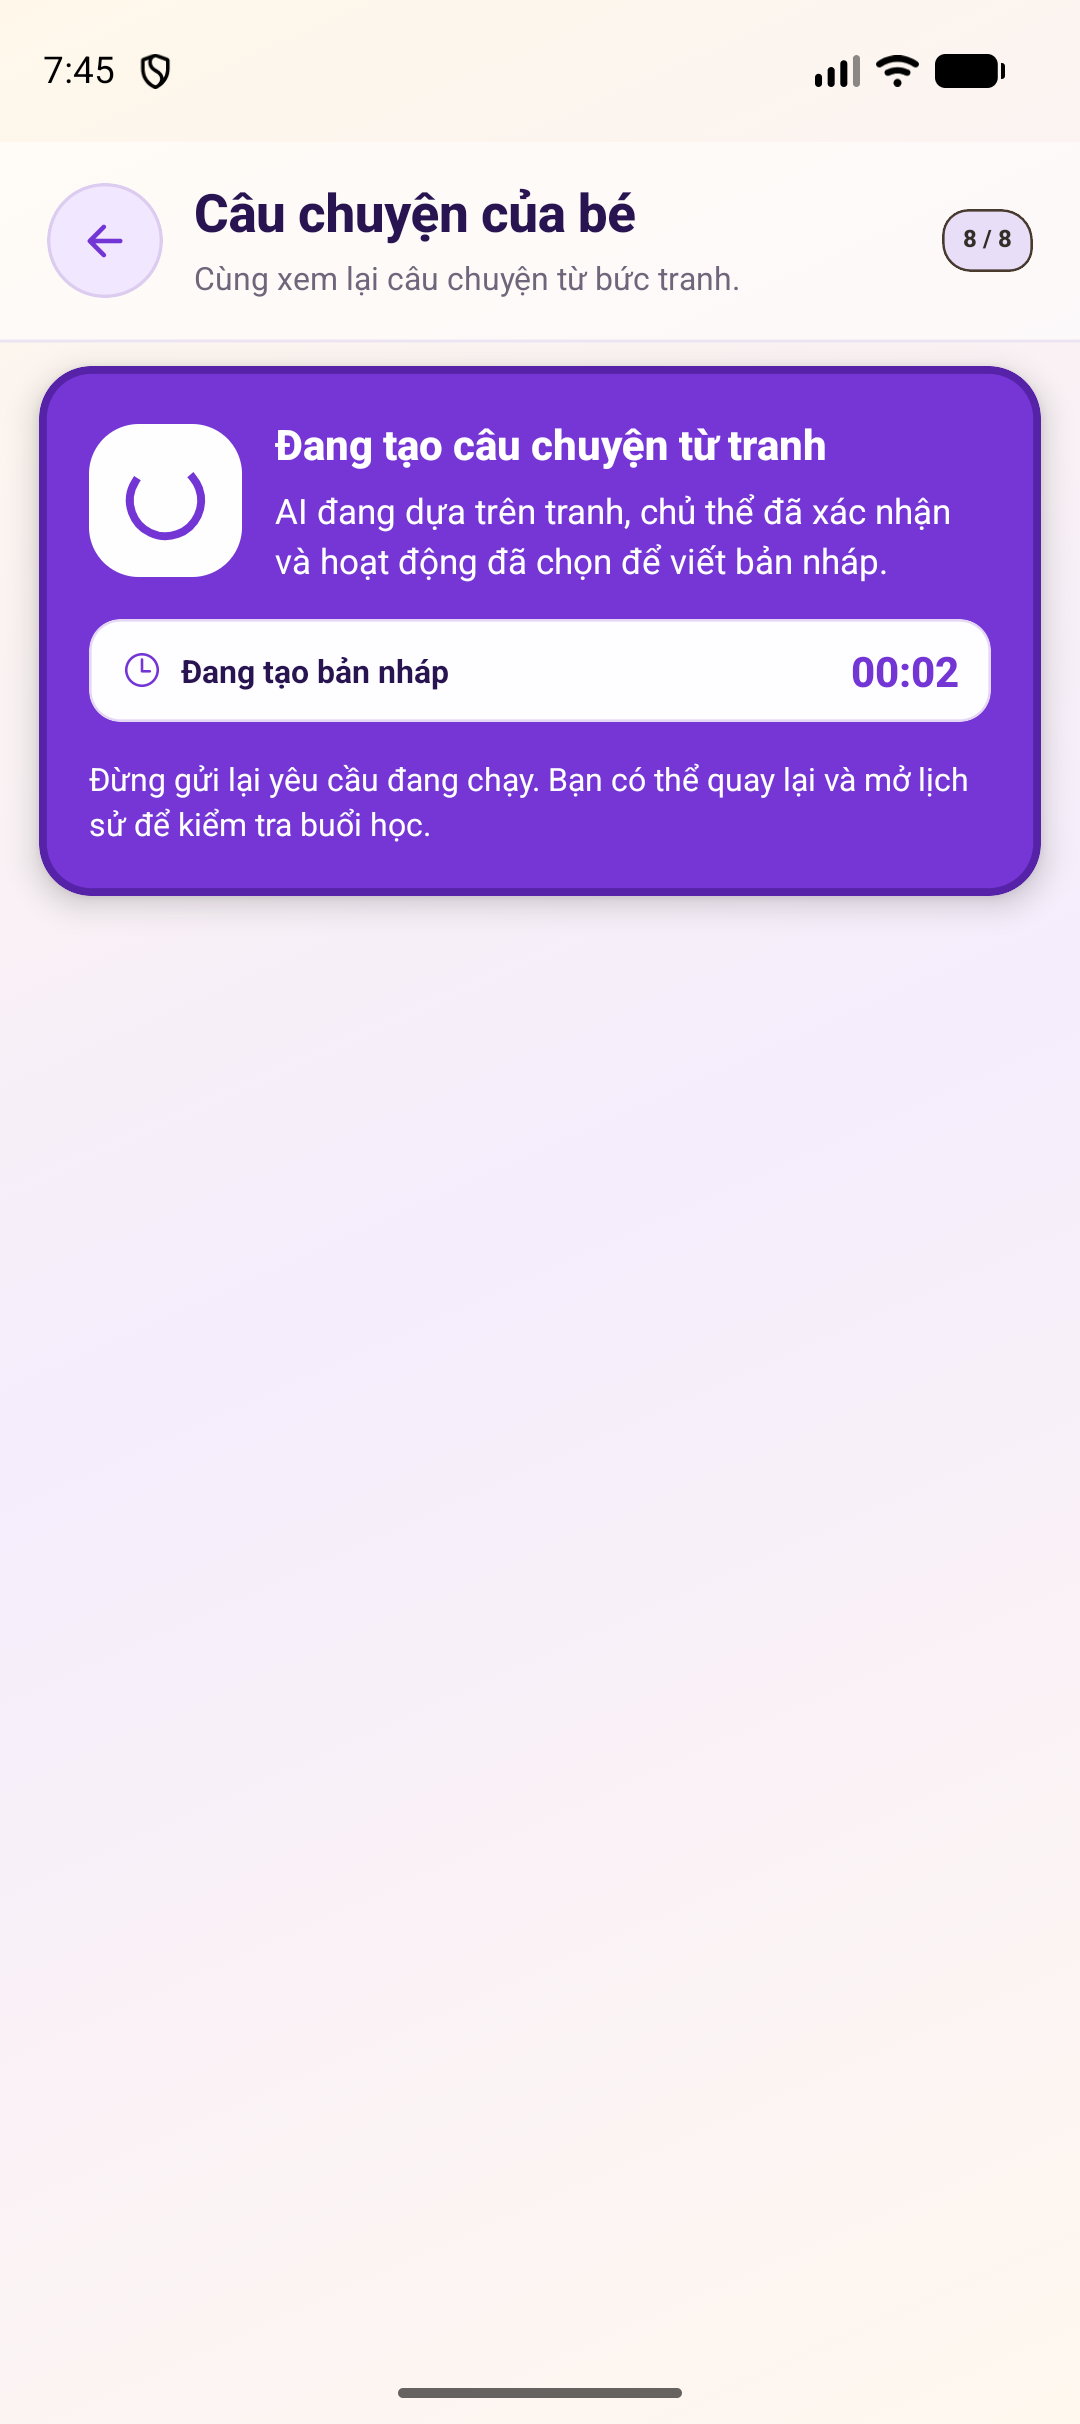 7:45
Câu chuyện của bé
Cùng xem lại câu chuyện từ bức tranh.
8 / 8
Đang tạo câu chuyện từ tranh
AI đang dựa trên tranh, chủ thể đã xác nhận
và hoạt động đã chọn để viết bản nháp.
Đang tạo bản nháp
00:02
Đừng gửi lại yêu cầu đang chạy. Bạn có thể quay lại và mở lịch
sử để kiểm tra buổi học.